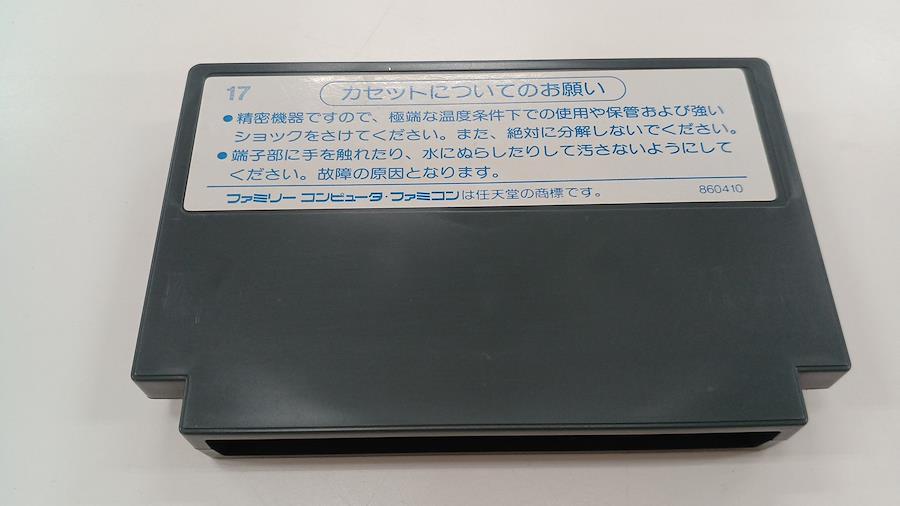 17
カセットについてのお願い
●精密機器ですので、極端な温度条件下での使用や保管および強い
ショックをさけてください。また、絶対に分解しないでください。
●端子部に手を触れたり、水にぬらしたりして汚さないようにして
ください。故障の原因となります。
ファミリー コンピュータ・ファミコンは任天堂の商標です。
860410